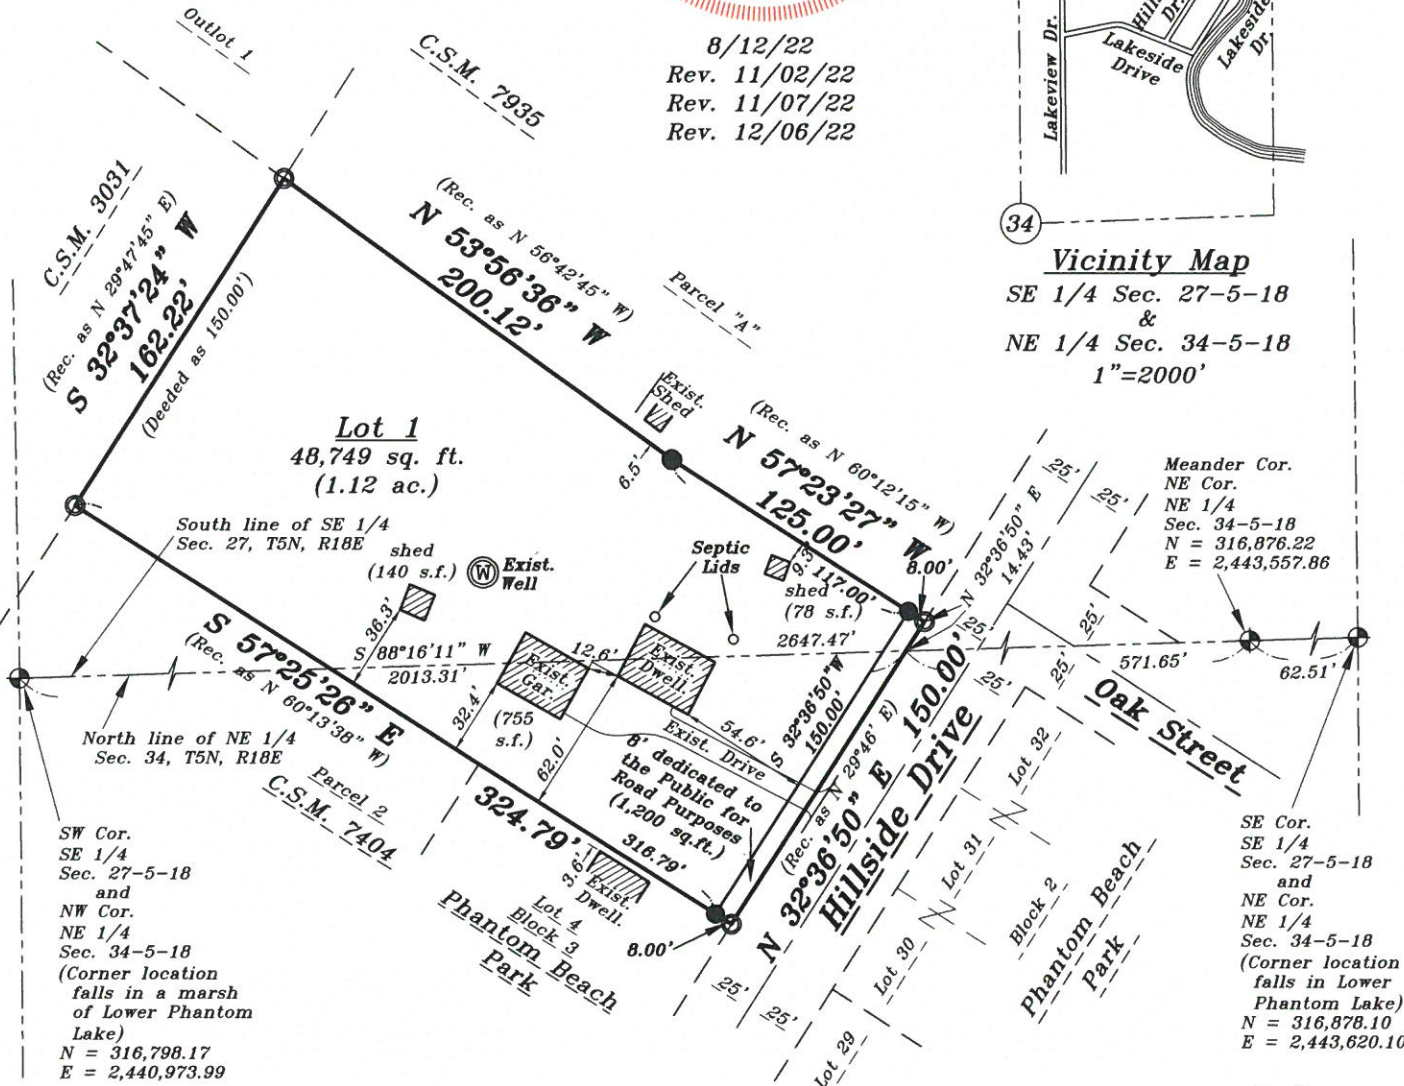 Outlot 1
C.S.M. 7935
8/12/22
Rev. 11/02/22
Rev. 11/07/22
Rev. 12/06/22
Lakeview Dr.
Dr.
Lakeside
Drive
Lakeside
Dr.
34
Vicinity Map
SE 1/4 Sec. 27-5-18
&
NE 1/4 Sec. 34-5-18
1"=2000'
C.S.M. 3031
(Rec. as N 29°47'45" E)
S 32°37'24" W
162.22'
(Deeded as 150.00')
(Rec. as N 56°42'45" W)
N 53°56'36" W
200.12'
Parcel "A"
Exist.
Shed
6.5'
(Rec. as N 60°12'15" W)
N 57°23'27" W
125.00'
117.00'
8.00'
Lot 1
48,749 sq. ft.
(1.12 ac.)
South line of SE 1/4
Sec. 27, T5N, R18E
shed
(140 s.f.)
W
Exist.
Well
36.3'
Septic
Lids
9.3'
shed
(78 s.f.)
S 88°16'11" W
2013.31'
2647.47'
12.6'
Exist.
Gar.
(755
s.f.)
32.4'
Exist.
Dwell.
62.0'
54.6'
Exist. Drive
S 32°36'50" W
150.00'
8' dedicated to
the Public for
Road Purposes
(1,200 sq.ft.)
S 57°25'26" E
(Rec. as N 60°13'38" W)
324.79'
316.79'
North line of NE 1/4
Sec. 34, T5N, R18E
Parcel 2
C.S.M. 7404
3.6'
Exist.
Dwell.
Lot 4
Block 3
Phantom Beach
Park
8.00'
(Rec. as N 29°46' E)
N 32°36'50" E 150.00'
Hillside Drive
N 32°36'50" E
14.43'
25'
25'
25'
25'
25'
25'
25'
25'
571.65'
62.51'
Oak Street
Meander Cor.
NE Cor.
NE 1/4
Sec. 34-5-18
N = 316,876.22
E = 2,443,557.86
Lot 32
Lot 31
Lot 30
Lot 29
Block 2
Phantom Beach
Park
SW Cor.
SE 1/4
Sec. 27-5-18
and
NW Cor.
NE 1/4
Sec. 34-5-18
(Corner location
falls in a marsh
of Lower Phantom
Lake)
N = 316,798.17
E = 2,440,973.99
SE Cor.
SE 1/4
Sec. 27-5-18
and
NE Cor.
NE 1/4
Sec. 34-5-18
(Corner location
falls in Lower
Phantom Lake)
N = 316,878.10
E = 2,443,620.10